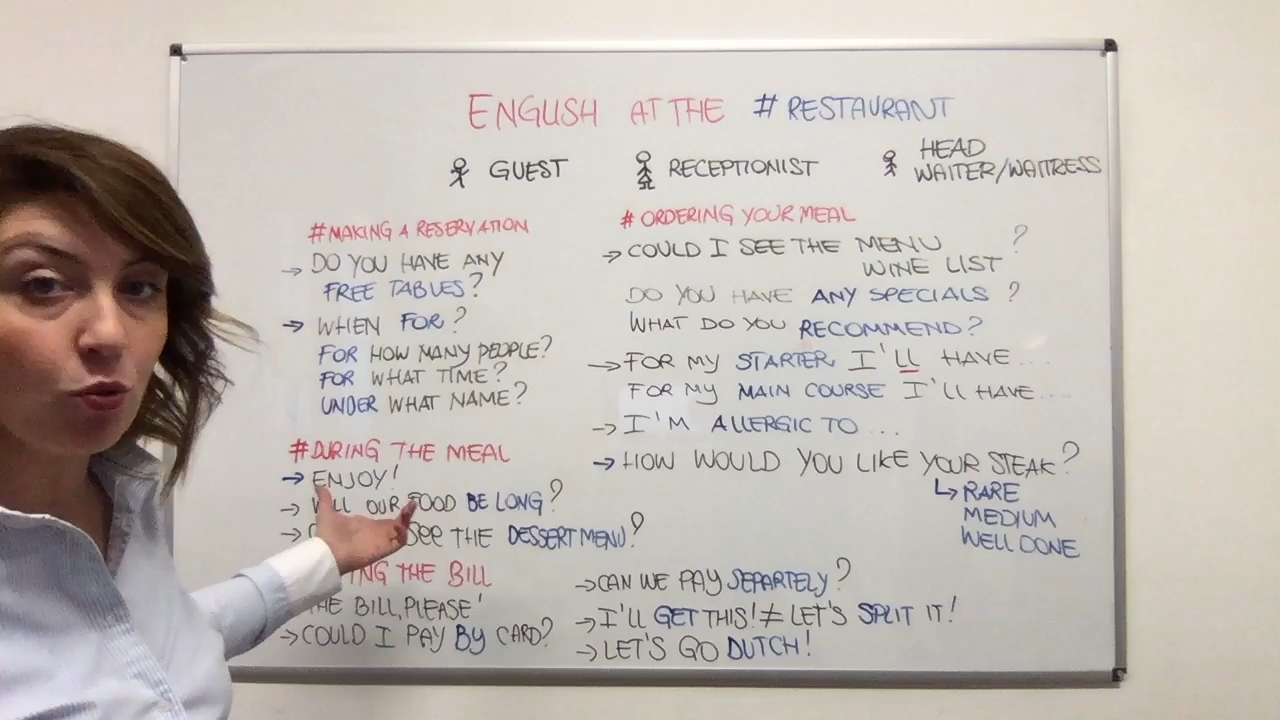 ENGLISH AT THE # RESTAURANT
GUEST
RECEPTIONIST
HEAD
WAITER/WAITRESS
#MAKING A RESERVATION
→ DO YOU HAVE ANY
FREE TABLES?
→ WHEN FOR?
FOR HOW MANY PEOPLE?
FOR WHAT TIME?
UNDER WHAT NAME?
#DURING THE MEAL
→ ENJOY!
→ WILL OUR FOOD BE LONG?
→ SEE THE DESSERT MENU?
THE BILL
THE BILL, PLEASE!
→ COULD I PAY BY CARD?
# ORDERING YOUR MEAL
→ COULD I SEE THE MENU ?
WINE LIST
DO YOU HAVE ANY SPECIALS ?
WHAT DO YOU RECOMMEND?
→ FOR MY STARTER I'LL HAVE ....
FOR MY MAIN COURSE I'LL HAVE ....
→ I'M ALLERGIC TO ...
→ HOW WOULD YOU LIKE YOUR STEAK?
↳ RARE
MEDIUM
WELL DONE
→ CAN WE PAY SEPARTELY?
→ I'LL GET THIS! ≠ LET'S SPLIT IT!
→ LET'S GO DUTCH!